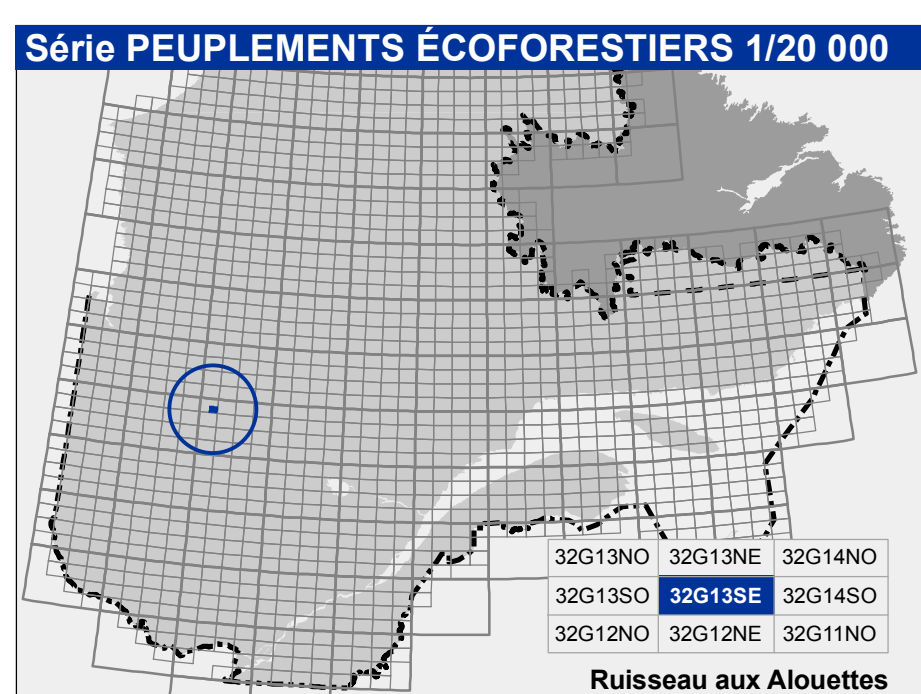 Série PEUPLEMENTS ÉCOFORESTIERS 1/20 000
32G13NO 32G13NE 32G14NO
32G13SO 32G13SE 32G14SO
32G12NO 32G12NE 32G11NO
Ruisseau aux Alouettes